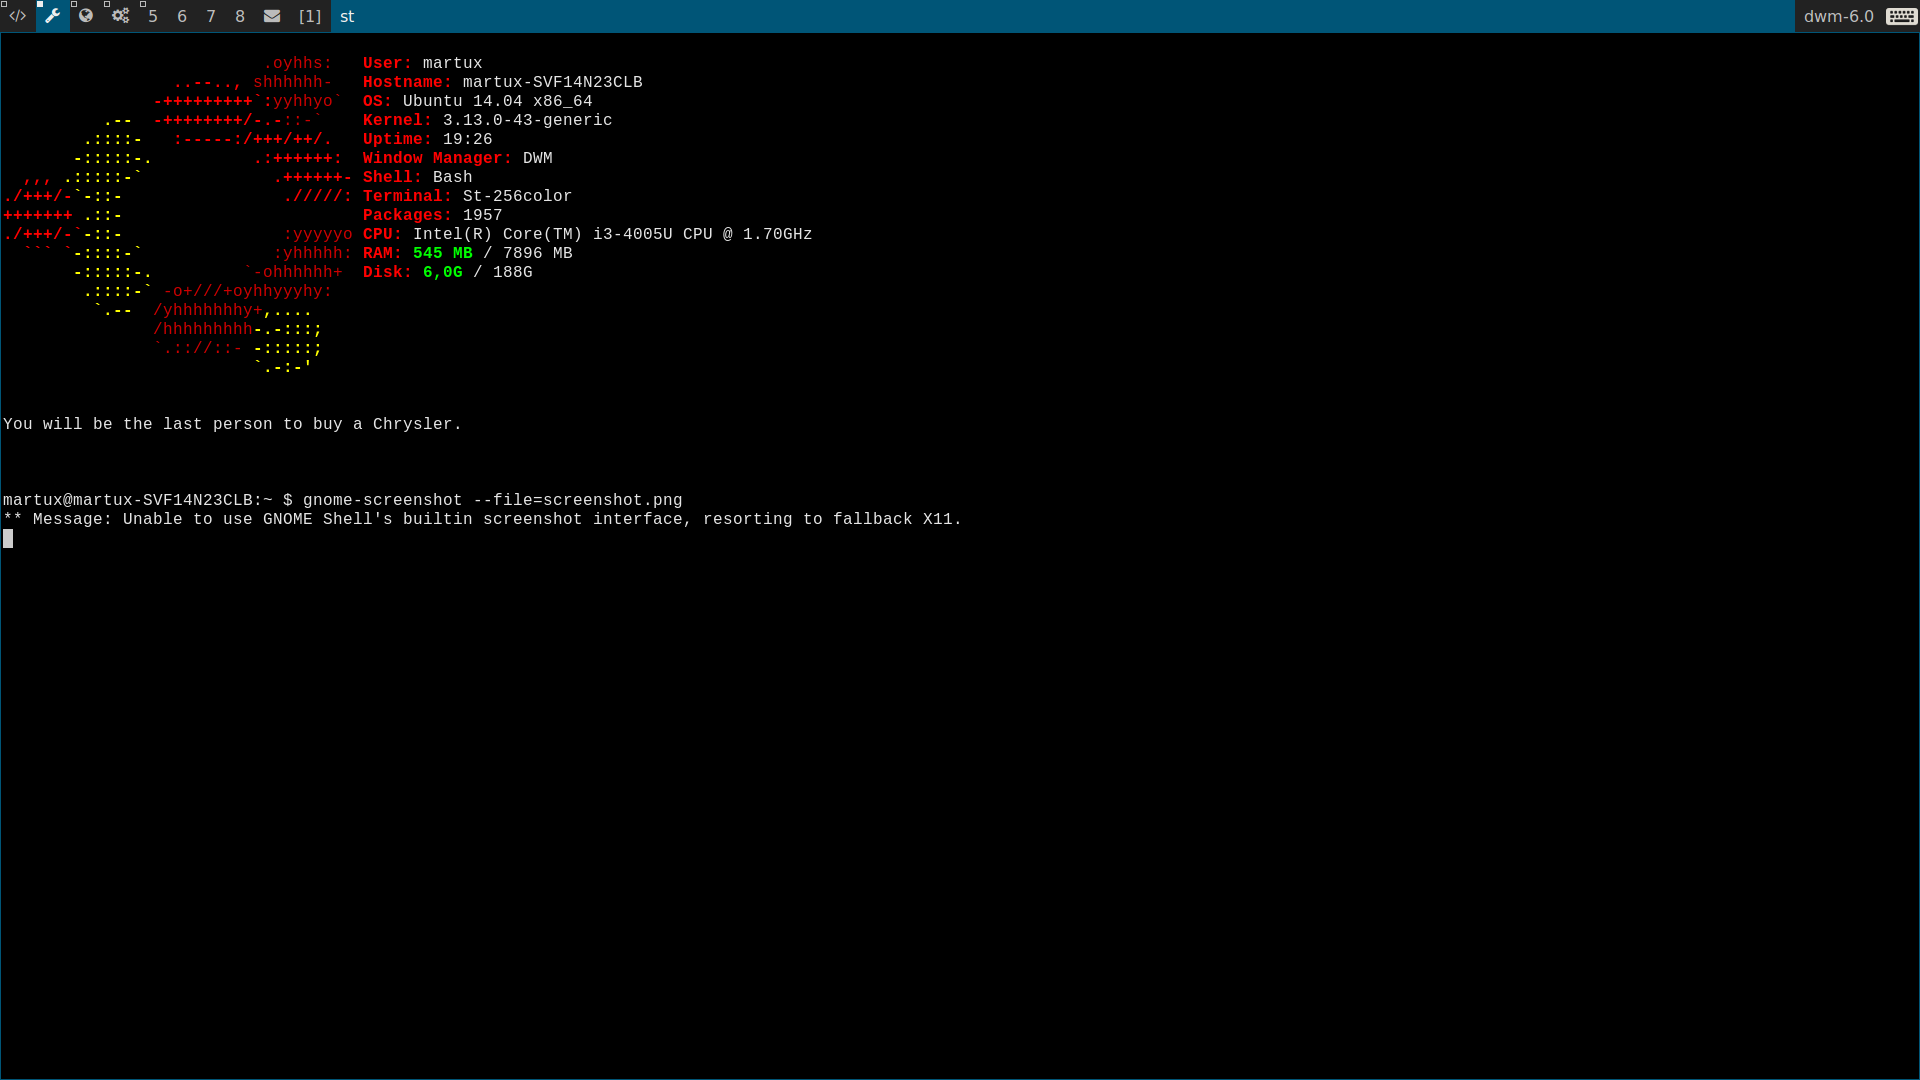 5 6 7 8 [1] st dwm-6.0
.oyhhs:   User: martux
..--.., shhhhhh-   Hostname: martux-SVF14N23CLB
-+++++++++`:yyhhyo`  OS: Ubuntu 14.04 x86_64
.--  -++++++++/-.-::-`    Kernel: 3.13.0-43-generic
.::::-   :-----:/+++/++/.   Uptime: 19:26
-:::::-.          .:++++++:  Window Manager: DWM
,,, .:::::-`             .++++++- Shell: Bash
./+++/-`-::-                ./////: Terminal: St-256color
+++++++ .::-                        Packages: 1957
./+++/-`-::-                :yyyyyo CPU: Intel(R) Core(TM) i3-4005U CPU @ 1.70GHz
``` `-::::-`             :yhhhhh: RAM: 545 MB / 7896 MB
-:::::-.         `-ohhhhhh+  Disk: 6,0G / 188G
.::::-` -o+///+oyhhyyyhy:
`.--  /yhhhhhhhy+,....
/hhhhhhhhh-.-:::;
`.:://::- -:::::;
`.-:-'
You will be the last person to buy a Chrysler.
martux@martux-SVF14N23CLB:~ $ gnome-screenshot --file=screenshot.png
** Message: Unable to use GNOME Shell's builtin screenshot interface, resorting to fallback X11.